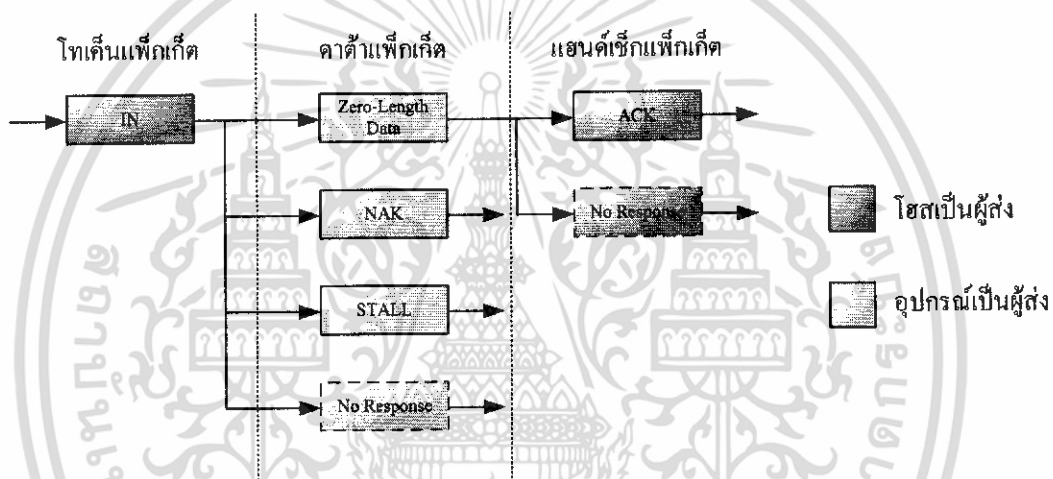 โทเค็นแพ็กเก็ต
ดาต้าแพ็กเก็ต
แฮนด์เช็กแพ็กเก็ต
IN
Zero-Length
Data
ACK
NAK
No Response
STALL
No Response
โฮสเป็นผู้ส่ง
อุปกรณ์เป็นผู้ส่ง